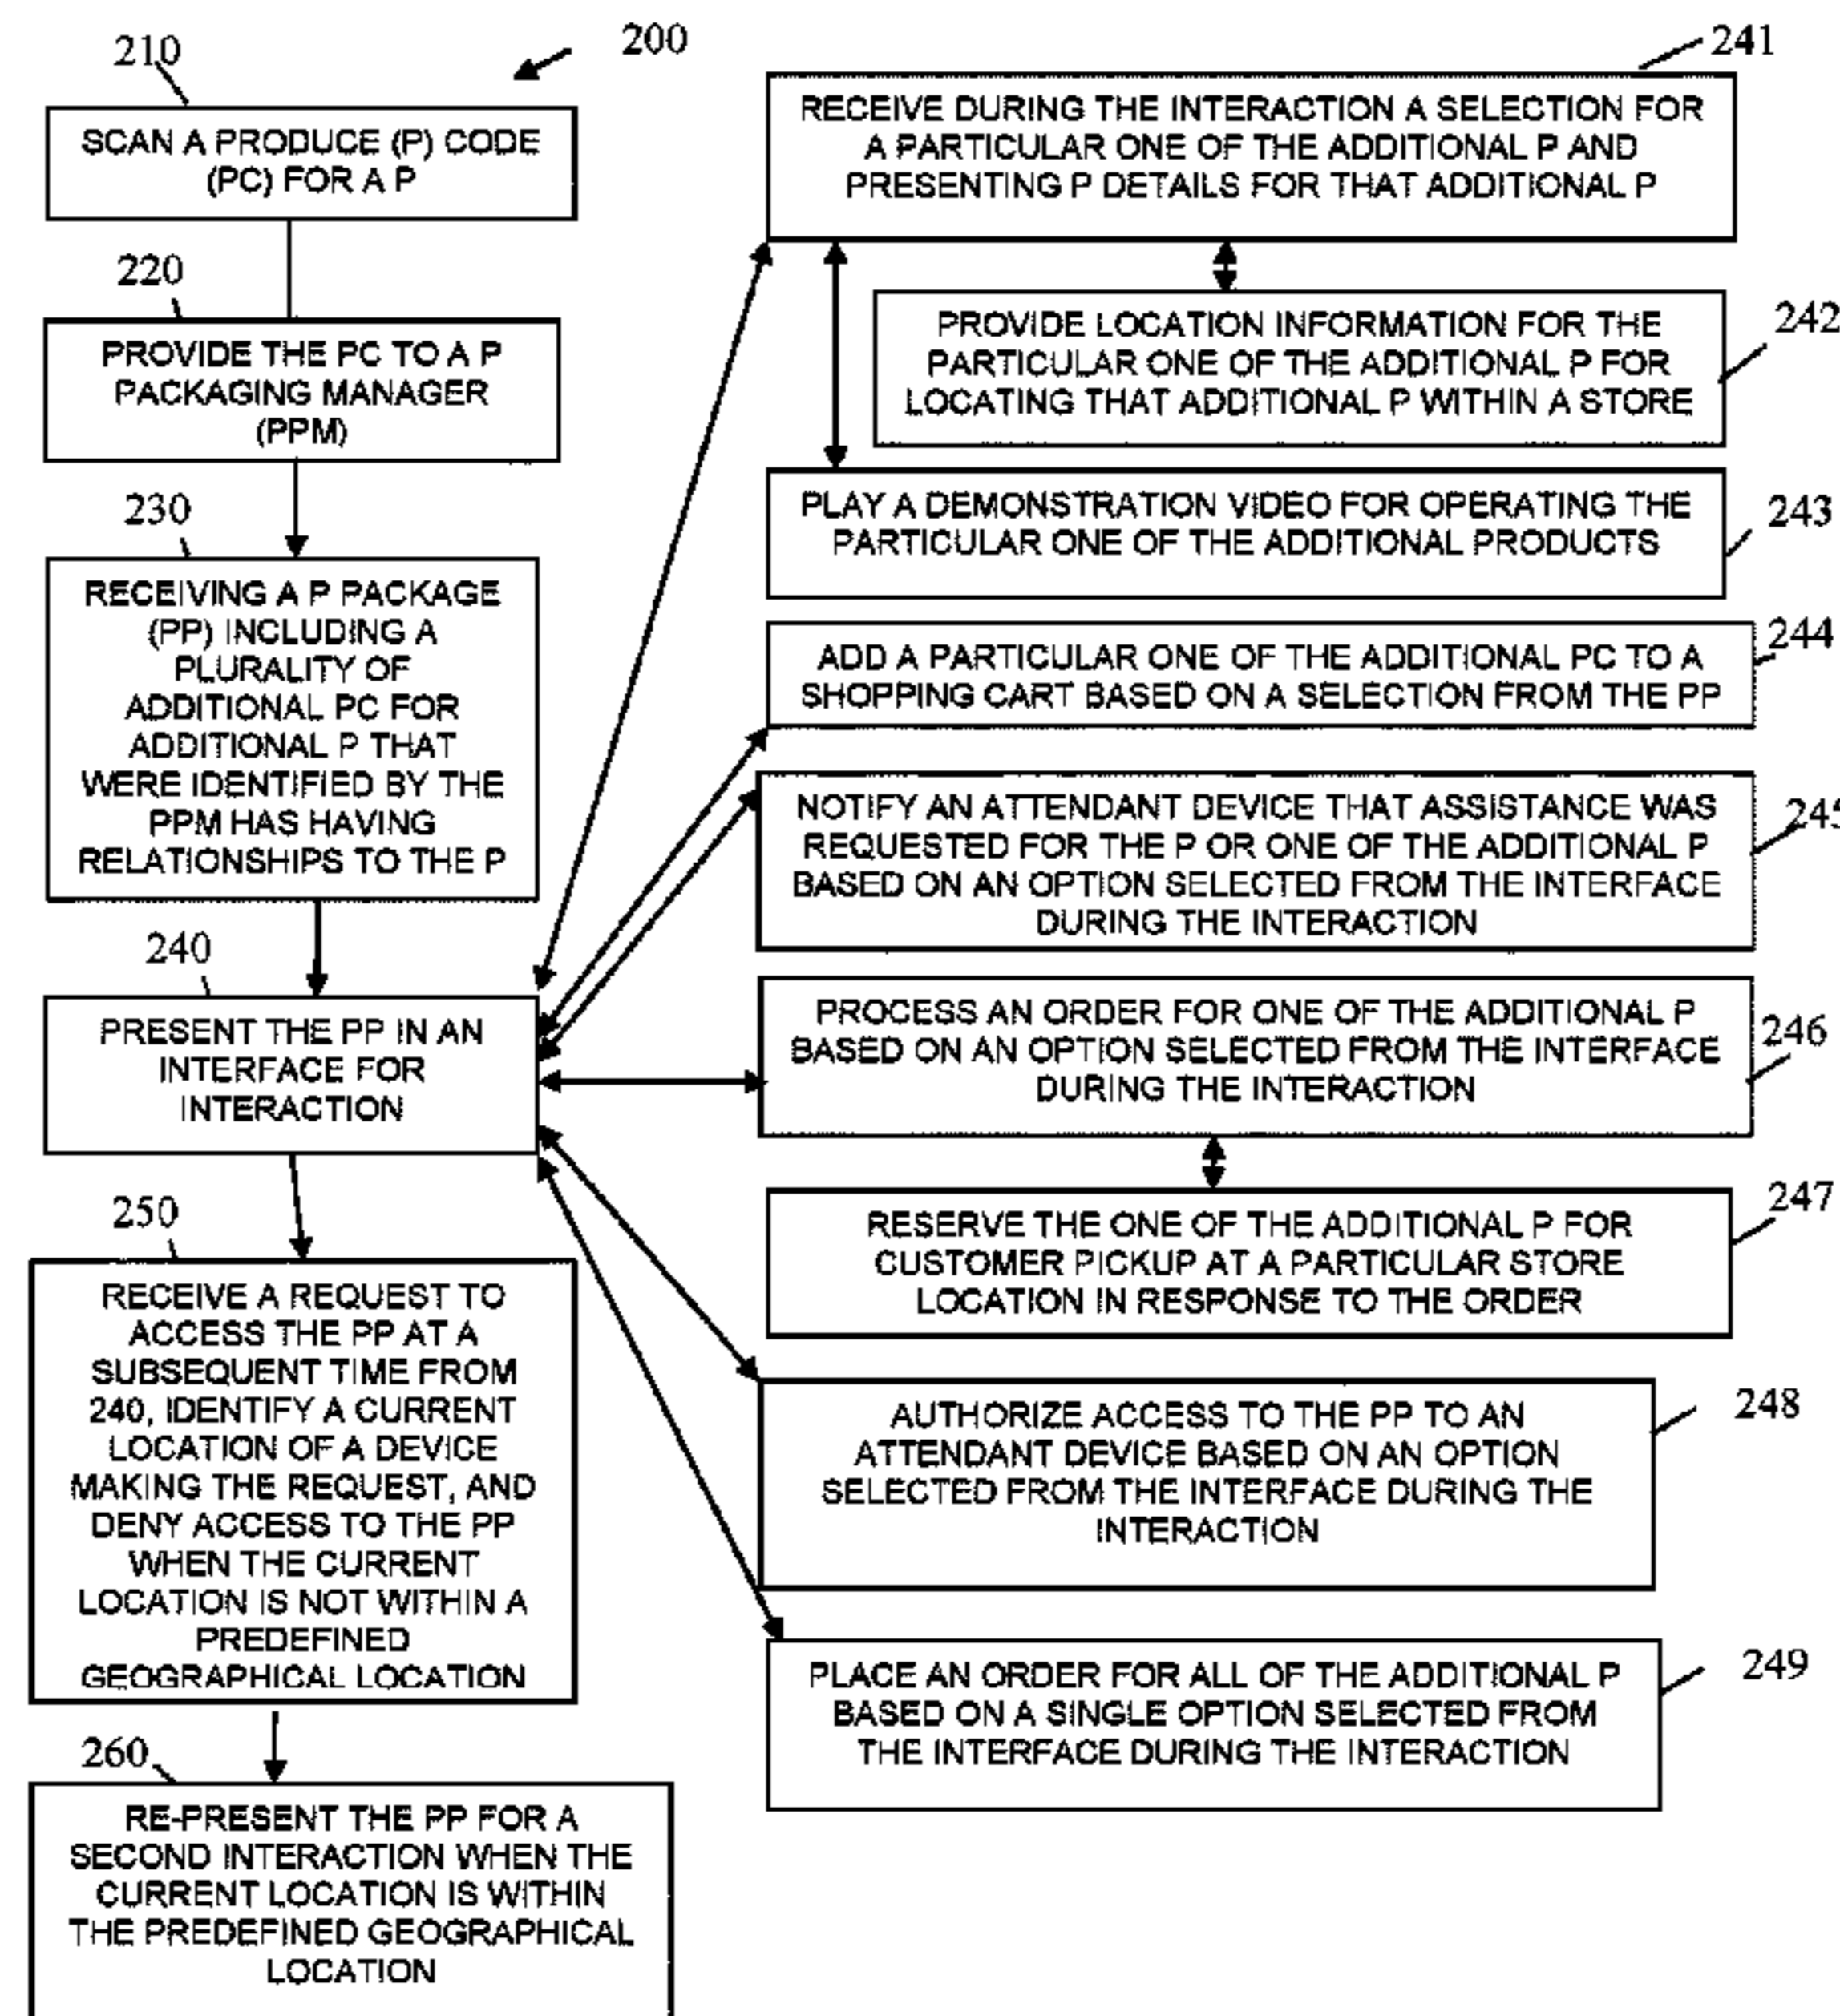 200
210
SCAN A PRODUCE (P) CODE
(PC) FOR A P
220
PROVIDE THE PC TO A P
PACKAGING MANAGER
(PPM)
230
RECEIVING A P PACKAGE
(PP) INCLUDING A
PLURALITY OF
ADDITIONAL PC FOR
ADDITIONAL P THAT
WERE IDENTIFIED BY THE
PPM HAS HAVING
RELATIONSHIPS TO THE P
240
PRESENT THE PP IN AN
INTERFACE FOR
INTERACTION
250
RECEIVE A REQUEST TO
ACCESS THE PP AT A
SUBSEQUENT TIME FROM
240, IDENTIFY A CURRENT
LOCATION OF A DEVICE
MAKING THE REQUEST, AND
DENY ACCESS TO THE PP
WHEN THE CURRENT
LOCATION IS NOT WITHIN A
PREDEFINED
GEOGRAPHICAL LOCATION
260
RE-PRESENT THE PP FOR A
SECOND INTERACTION WHEN THE
CURRENT LOCATION IS WITHIN
THE PREDEFINED GEOGRAPHICAL
LOCATION
241
RECEIVE DURING THE INTERACTION A SELECTION FOR
A PARTICULAR ONE OF THE ADDITIONAL P AND
PRESENTING P DETAILS FOR THAT ADDITIONAL P
242
PROVIDE LOCATION INFORMATION FOR THE
PARTICULAR ONE OF THE ADDITIONAL P FOR
LOCATING THAT ADDITIONAL P WITHIN A STORE
243
PLAY A DEMONSTRATION VIDEO FOR OPERATING THE
PARTICULAR ONE OF THE ADDITIONAL PRODUCTS
244
ADD A PARTICULAR ONE OF THE ADDITIONAL PC TO A
SHOPPING CART BASED ON A SELECTION FROM THE PP
245
NOTIFY AN ATTENDANT DEVICE THAT ASSISTANCE WAS
REQUESTED FOR THE P OR ONE OF THE ADDITIONAL P
BASED ON AN OPTION SELECTED FROM THE INTERFACE
DURING THE INTERACTION
246
PROCESS AN ORDER FOR ONE OF THE ADDITIONAL P
BASED ON AN OPTION SELECTED FROM THE INTERFACE
DURING THE INTERACTION
247
RESERVE THE ONE OF THE ADDITIONAL P FOR
CUSTOMER PICKUP AT A PARTICULAR STORE
LOCATION IN RESPONSE TO THE ORDER
248
AUTHORIZE ACCESS TO THE PP TO AN
ATTENDANT DEVICE BASED ON AN OPTION
SELECTED FROM THE INTERFACE DURING THE
INTERACTION
249
PLACE AN ORDER FOR ALL OF THE ADDITIONAL P
BASED ON A SINGLE OPTION SELECTED FROM
THE INTERFACE DURING THE INTERACTION